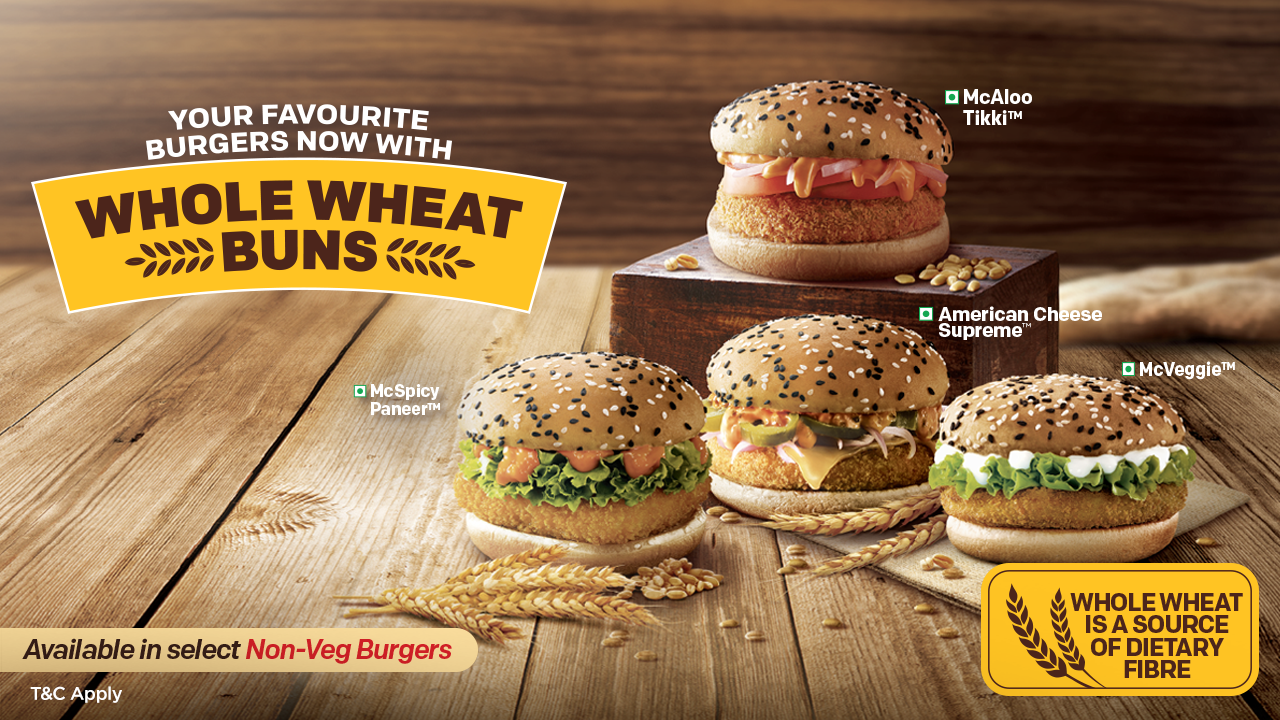 YOUR FAVOURITE
BURGERS NOW WITH
WHOLE WHEAT
BUNS
McAloo
Tikki™
American Cheese
Supreme™
McVeggie™
McSpicy
Paneer™
WHOLE WHEAT
IS A SOURCE
OF DIETARY
FIBRE
Available in select Non-Veg Burgers
T&C Apply